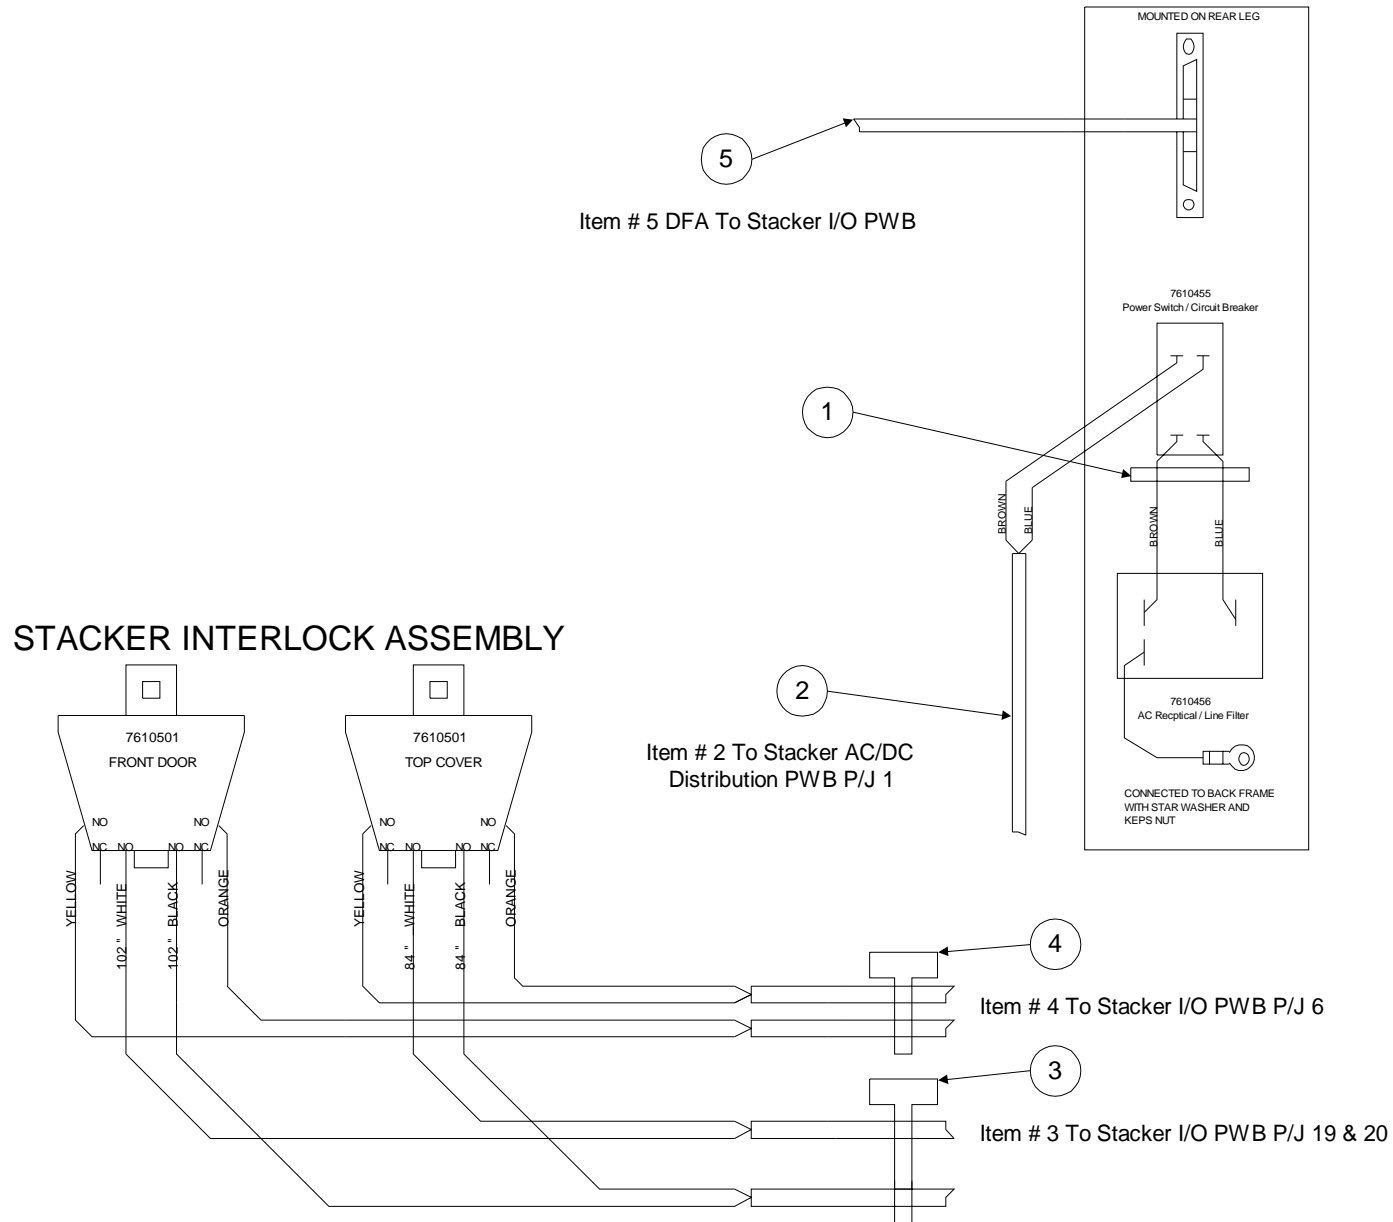 MOUNTED ON REAR LEG
5
Item # 5 DFA To Stacker I/O PWB
7610455
Power Switch / Circuit Breaker
1
BROWN
BLUE
BROWN
BLUE
STACKER INTERLOCK ASSEMBLY
2
Item # 2 To Stacker AC/DC
Distribution PWB P/J 1
7610456
AC Recptical / Line Filter
CONNECTED TO BACK FRAME
WITH STAR WASHER AND
KEPS NUT
7610501
FRONT DOOR
NO
NO
NC
NO
NO
NC
YELLOW
102 " WHITE
102 " BLACK
ORANGE
7610501
TOP COVER
NO
NO
NC
NO
NO
NC
YELLOW
84 " WHITE
84 " BLACK
ORANGE
4
Item # 4 To Stacker I/O PWB P/J 6
3
Item # 3 To Stacker I/O PWB P/J 19 & 20